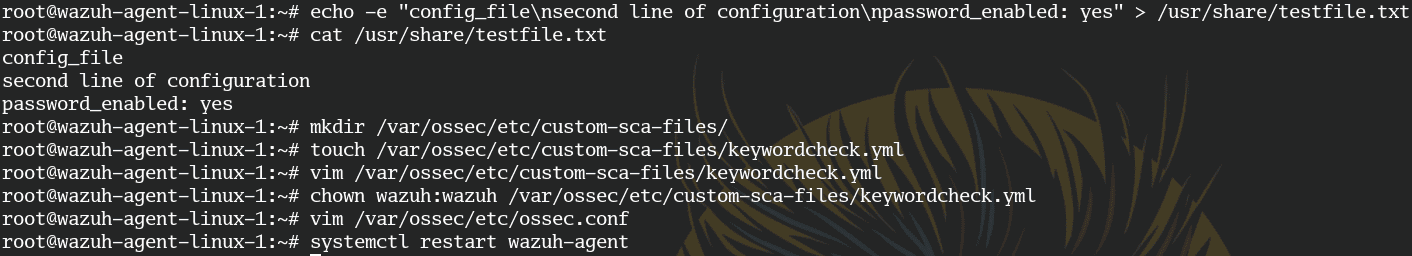 root@wazuh-agent-linux-1:~# echo -e "config_file\nsecond line of configuration\npassword_enabled: yes" > /usr/share/testfile.txt
root@wazuh-agent-linux-1:~# cat /usr/share/testfile.txt
config_file
second line of configuration
password_enabled: yes
root@wazuh-agent-linux-1:~# mkdir /var/ossec/etc/custom-sca-files/
root@wazuh-agent-linux-1:~# touch /var/ossec/etc/custom-sca-files/keywordcheck.yml
root@wazuh-agent-linux-1:~# vim /var/ossec/etc/custom-sca-files/keywordcheck.yml
root@wazuh-agent-linux-1:~# chown wazuh:wazuh /var/ossec/etc/custom-sca-files/keywordcheck.yml
root@wazuh-agent-linux-1:~# vim /var/ossec/etc/ossec.conf
root@wazuh-agent-linux-1:~# systemctl restart wazuh-agent